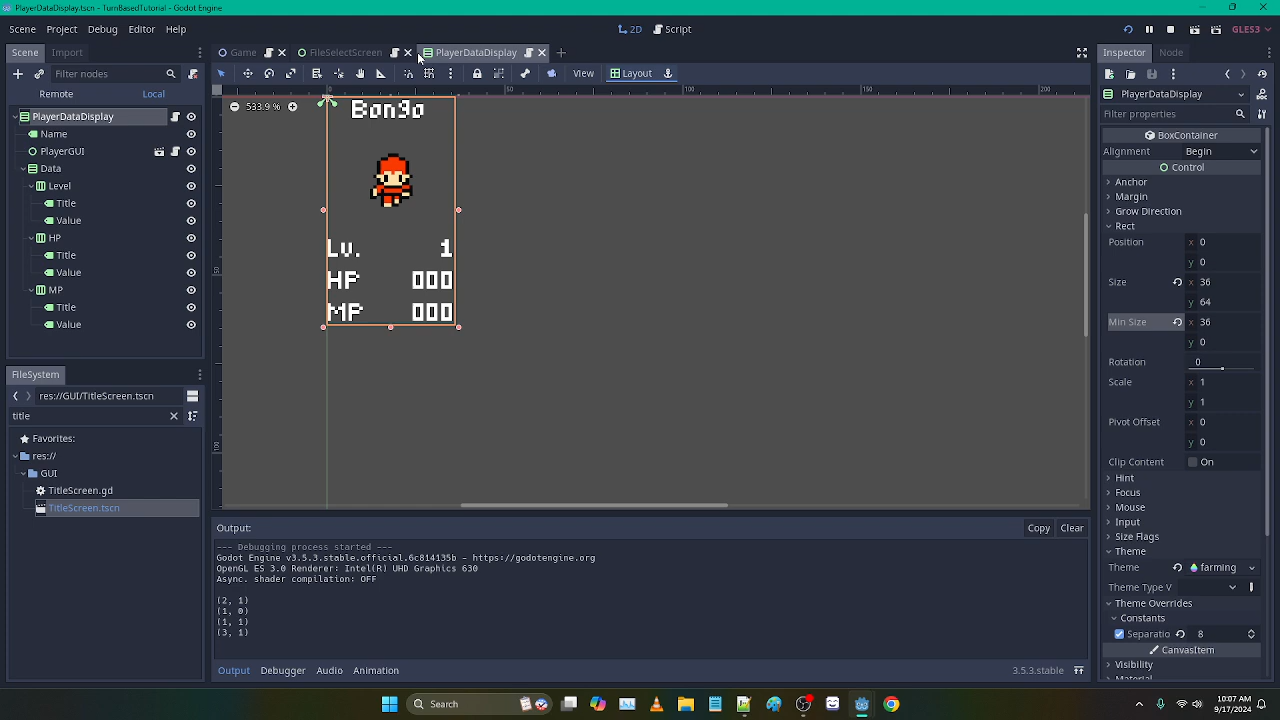 PlayerDataDisplay.tscn - TurnBasedTutorial - Godot Engine
Scene Project Debug Editor Help
2D Script
GLES3
Scene Import
Game FileSelectScreen PlayerDataDisplay
Inspector Node
Filter nodes
View Layout
Remote Local
PlayerDataDisplay
Name
PlayerGUI
Data
Level
Title
Value
HP
Title
Value
MP
Title
Value
533.9 %
0 50 100 150 200
Bongo
Lv. 1
HP 000
MP 000
PlayerDataDisplay
Filter properties
BoxContainer
Alignment Begin
Control
Anchor
Margin
Grow Direction
Rect
Position x 0
y 0
Size x 36
y 64
Min Size x 36
y 0
Rotation 0
Scale x 1
y 1
Pivot Offset x 0
y 0
Clip Content On
Hint
Focus
Mouse
Input
Size Flags
Theme
Theme farming
Theme Type V
Theme Overrides
Constants
Separatio 8
CanvasItem
Visibility
Material
FileSystem
res://GUI/TitleScreen.tscn
title
Favorites:
res://
GUI
TitleScreen.gd
TitleScreen.tscn
Output:
Copy Clear
--- Debugging process started ---
Godot Engine v3.5.3.stable.official.6c814135b - https://godotengine.org
OpenGL ES 3.0 Renderer: Intel(R) UHD Graphics 630
Async. shader compilation: OFF
(2, 1)
(1, 0)
(1, 1)
(3, 1)
Output Debugger Audio Animation
3.5.3.stable
Search
10:07 AM
9/17/2024